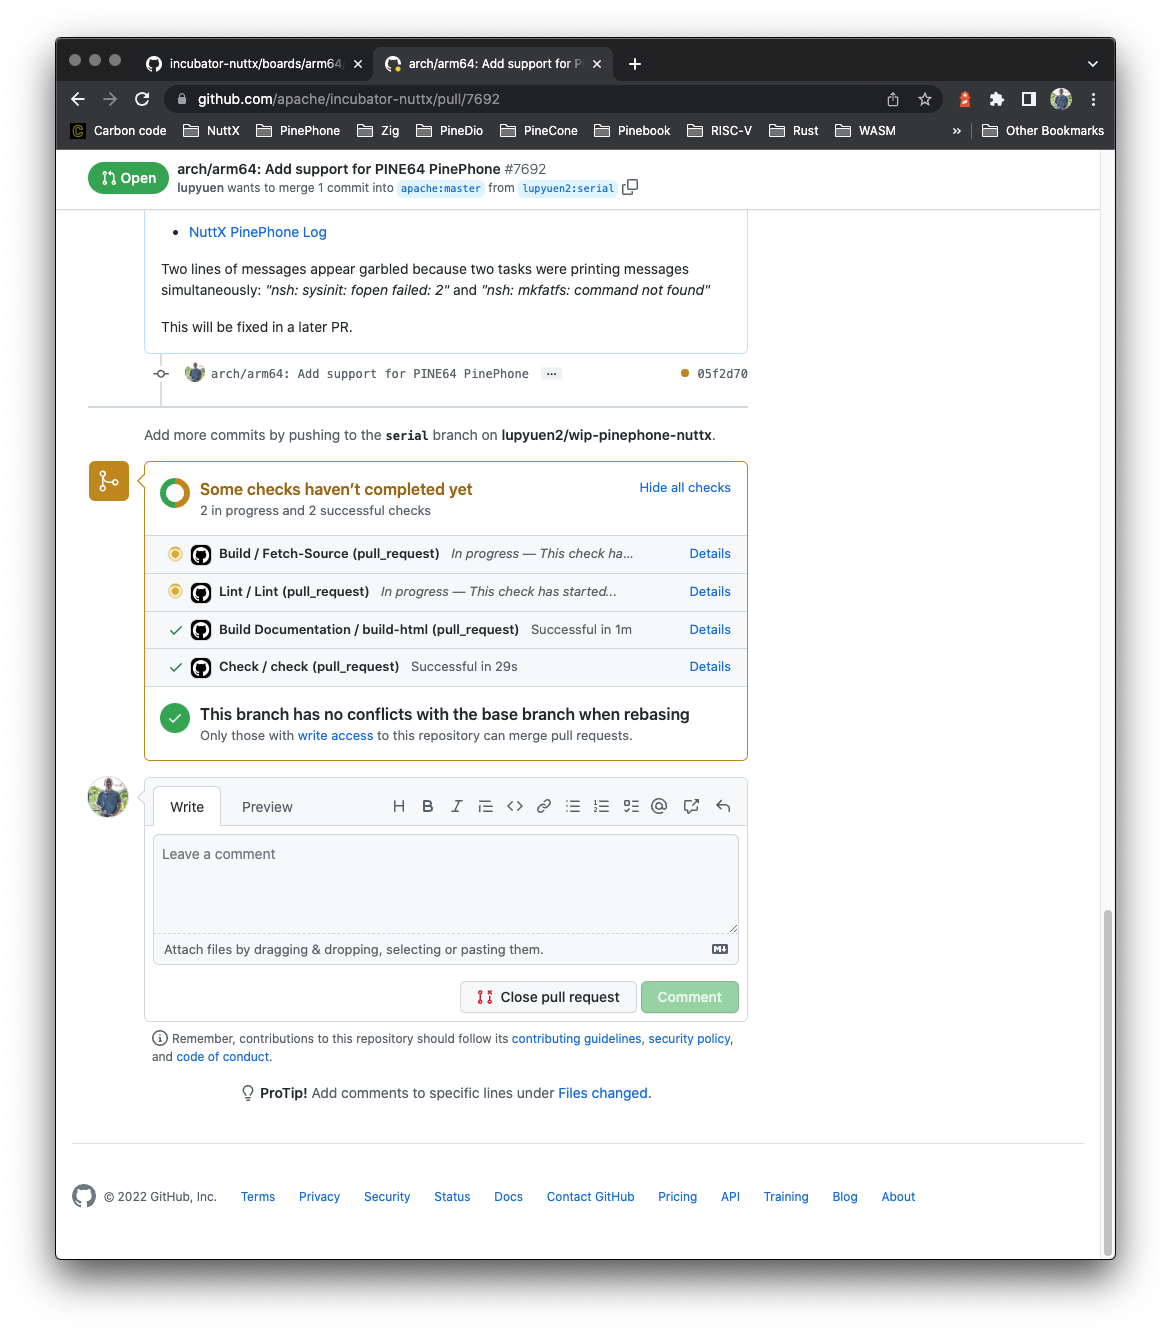 incubator-nuttx/boards/arm64
arch/arm64: Add support for P
github.com/apache/incubator-nuttx/pull/7692
Carbon code NuttX PinePhone Zig PineDio PineCone Pinebook RISC-V Rust WASM » Other Bookmarks
Open
arch/arm64: Add support for PINE64 PinePhone #7692
lupyuen wants to merge 1 commit into apache:master from lupyuen2:serial
• NuttX PinePhone Log
Two lines of messages appear garbled because two tasks were printing messages
simultaneously: "nsh: sysinit: fopen failed: 2" and "nsh: mkfatfs: command not found"
This will be fixed in a later PR.
arch/arm64: Add support for PINE64 PinePhone ... 05f2d70
Add more commits by pushing to the serial branch on lupyuen2/wip-pinephone-nuttx.
Some checks haven't completed yet Hide all checks
2 in progress and 2 successful checks
Build / Fetch-Source (pull_request) In progress — This check ha... Details
Lint / Lint (pull_request) In progress — This check has started... Details
Build Documentation / build-html (pull_request) Successful in 1m Details
Check / check (pull_request) Successful in 29s Details
This branch has no conflicts with the base branch when rebasing
Only those with write access to this repository can merge pull requests.
Write Preview
Leave a comment
Attach files by dragging & dropping, selecting or pasting them.
Close pull request Comment
Remember, contributions to this repository should follow its contributing guidelines, security policy,
and code of conduct.
ProTip! Add comments to specific lines under Files changed.
© 2022 GitHub, Inc. Terms Privacy Security Status Docs Contact GitHub Pricing API Training Blog About